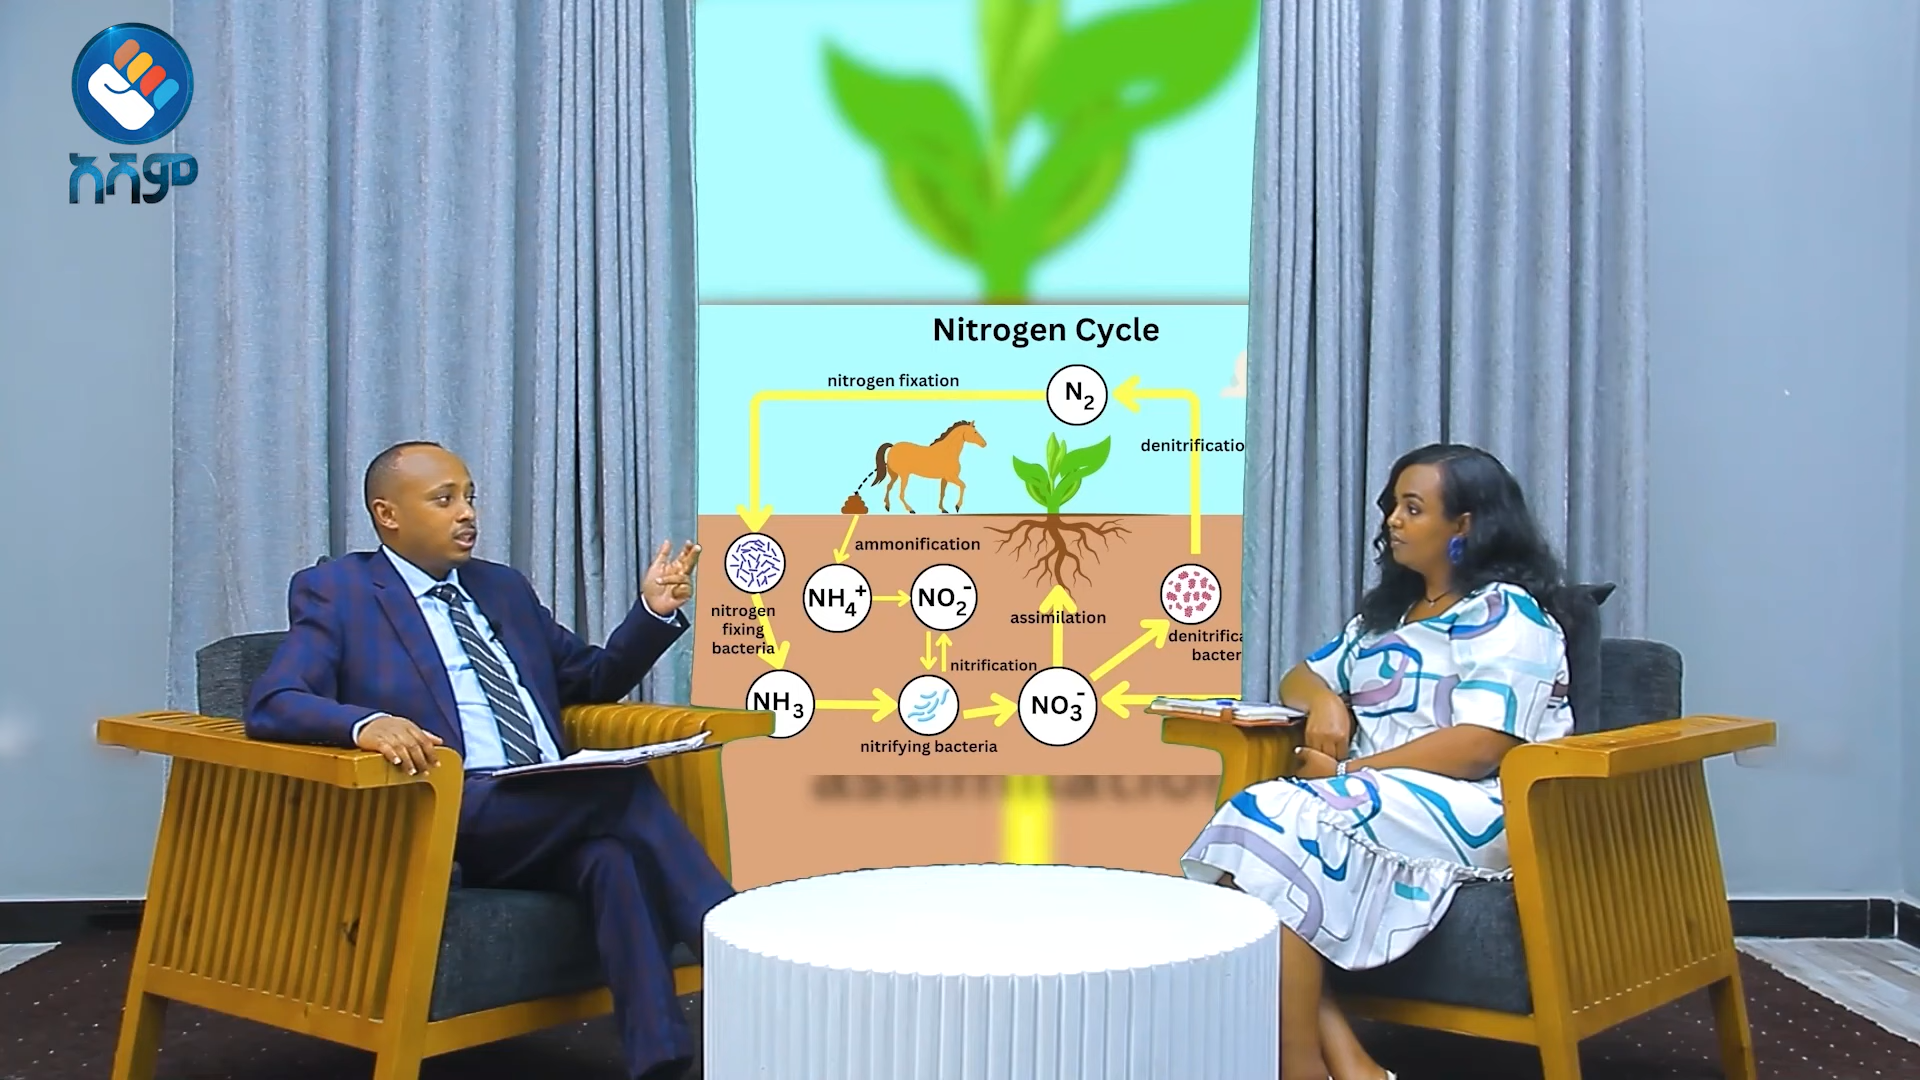 አሻም
Nitrogen Cycle
nitrogen fixation
N2
denitrificatio
ammonification
NH4+
NO2-
nitrogen
fixing
bacteria
assimilation
denitrifica
bacter
nitrification
NH3
NO3-
nitrifying bacteria
assimilation